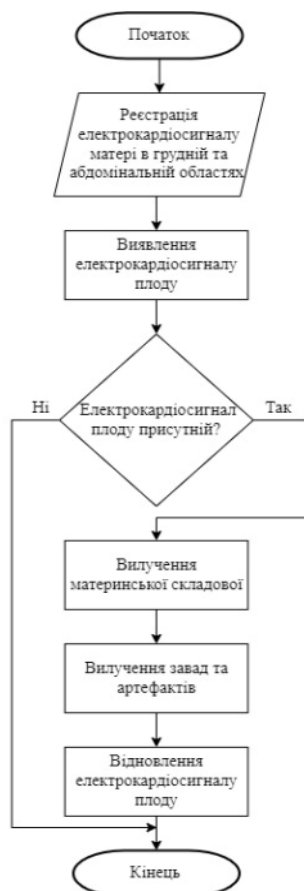 Початок
Реєстрація
електрокардіосигналу
матері в грудній та
абдомінальній областях
Виявлення
електрокардіосигналу
плоду
Ні
Електрокардіосигнал
плоду присутній?
Так
Вилучення
материнської складової
Вилучення завад та
артефактів
Відновлення
електрокардіосигналу
плоду
Кінець